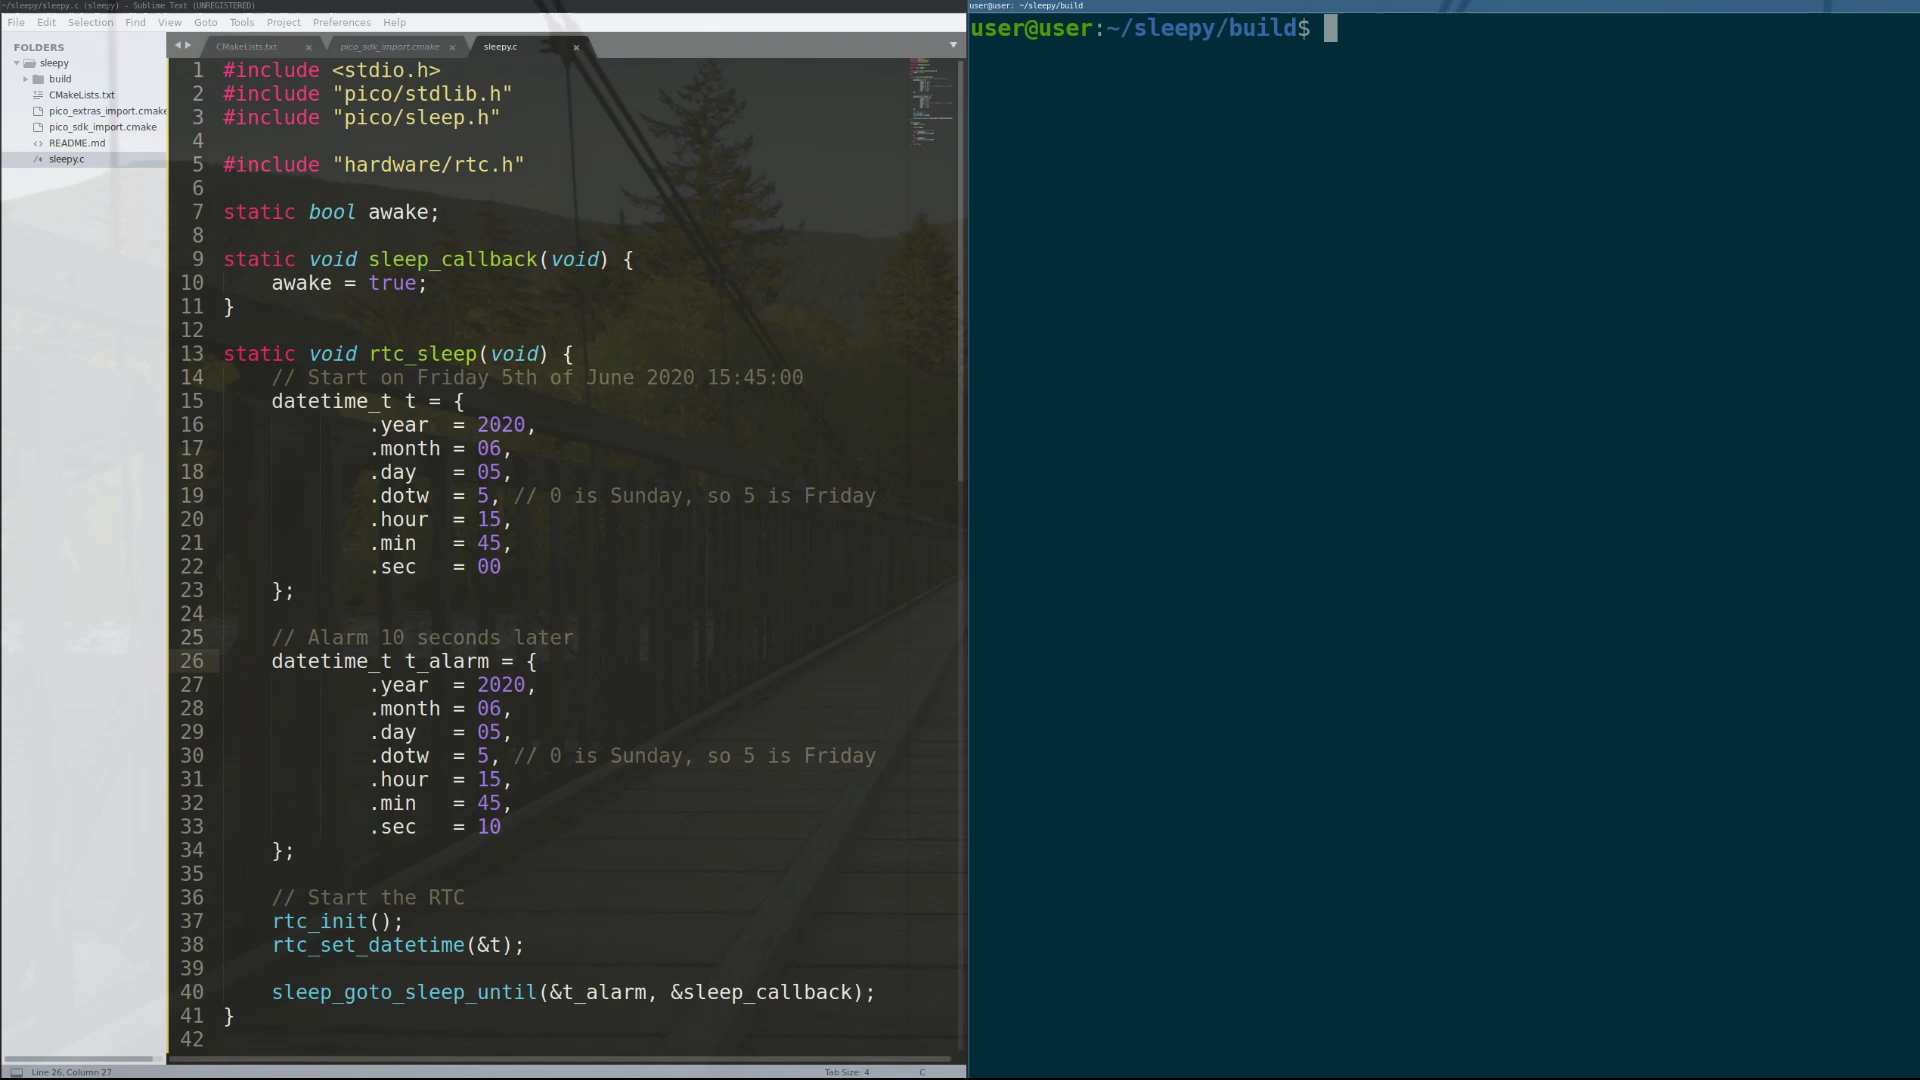 ~/sleepy/sleepy.c (sleepy) - Sublime Text (UNREGISTERED)
File Edit Selection Find View Goto Tools Project Preferences Help
FOLDERS
sleepy
build
CMakeLists.txt
pico_extras_import.cmake
pico_sdk_import.cmake
README.md
sleepy.c
CMakeLists.txt × pico_sdk_import.cmake × sleepy.c ×
1 #include <stdio.h>
2 #include "pico/stdlib.h"
3 #include "pico/sleep.h"
4
5 #include "hardware/rtc.h"
6
7 static bool awake;
8
9 static void sleep_callback(void) {
10 awake = true;
11 }
12
13 static void rtc_sleep(void) {
14 // Start on Friday 5th of June 2020 15:45:00
15 datetime_t t = {
16 .year = 2020,
17 .month = 06,
18 .day = 05,
19 .dotw = 5, // 0 is Sunday, so 5 is Friday
20 .hour = 15,
21 .min = 45,
22 .sec = 00
23 };
24
25 // Alarm 10 seconds later
26 datetime_t t_alarm = {
27 .year = 2020,
28 .month = 06,
29 .day = 05,
30 .dotw = 5, // 0 is Sunday, so 5 is Friday
31 .hour = 15,
32 .min = 45,
33 .sec = 10
34 };
35
36 // Start the RTC
37 rtc_init();
38 rtc_set_datetime(&t);
39
40 sleep_goto_sleep_until(&t_alarm, &sleep_callback);
41 }
42
Line 26, Column 27
Tab Size: 4 C
user@user: ~/sleepy/build
user@user:~/sleepy/build$